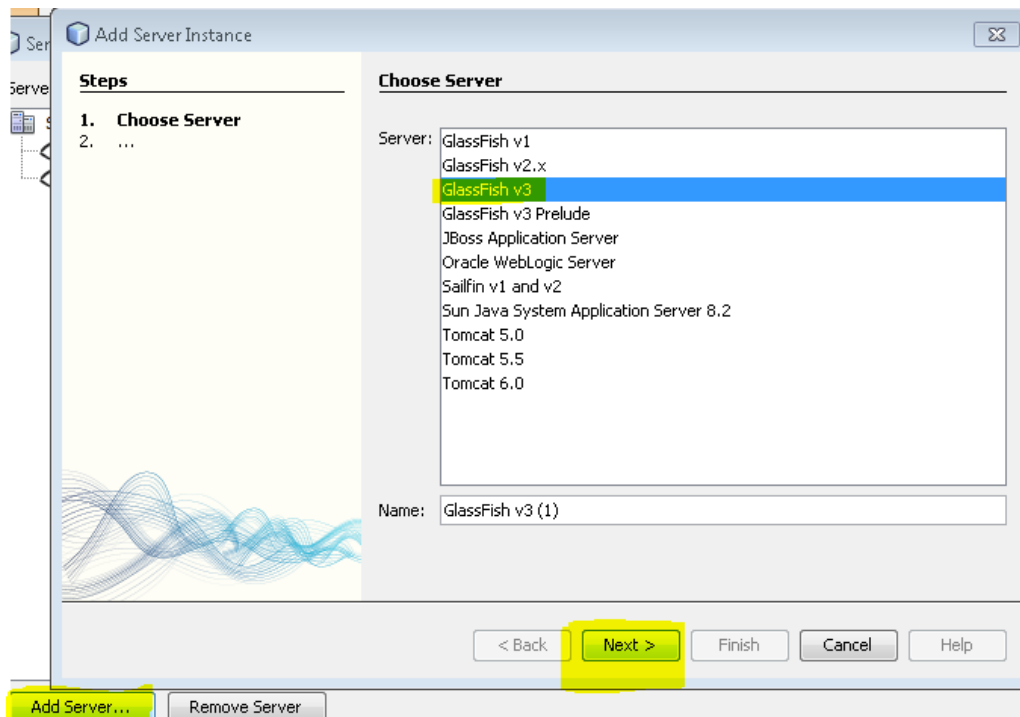 Ser
Add Server Instance
Serve
Steps
1. Choose Server
2. ...
Choose Server
Server:
GlassFish v1
GlassFish v2.x
GlassFish v3
GlassFish v3 Prelude
JBoss Application Server
Oracle WebLogic Server
Sailfin v1 and v2
Sun Java System Application Server 8.2
Tomcat 5.0
Tomcat 5.5
Tomcat 6.0
Name: GlassFish v3 (1)
< Back Next > Finish Cancel Help
Add Server... Remove Server